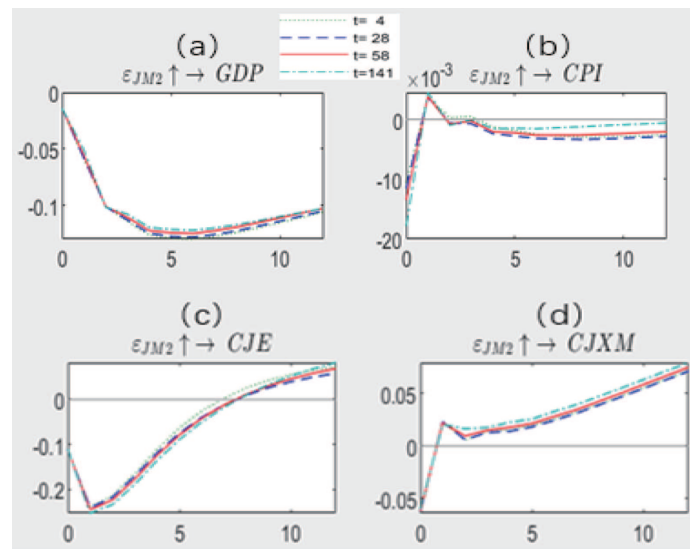 (a)
t= 4
t= 28
t= 58
t=141
(b)
ε_JM2 ↑→ GDP
×10⁻³ ε_JM2 ↑→ CPI
0
-0.05
-0.1
0 5 10
0
-10
-20
0 5 10
(c)
ε_JM2 ↑→ CJE
0
-0.1
-0.2
0 5 10
(d)
ε_JM2 ↑→ CJXM
0.05
0
-0.05
0 5 10